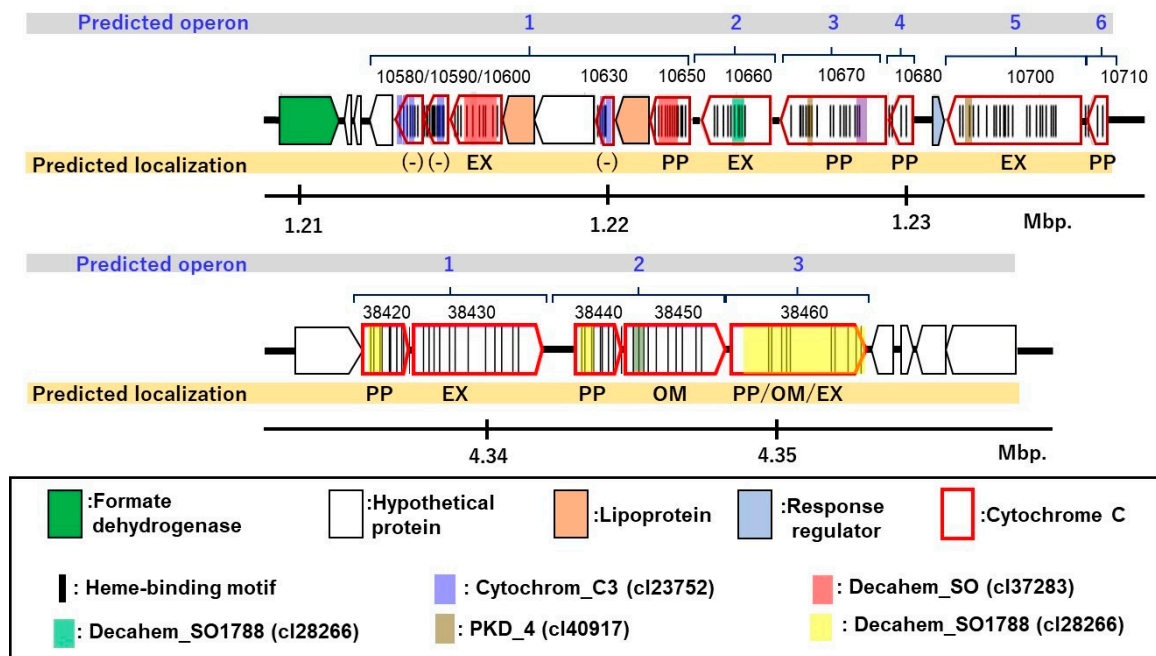 Predicted operon 1 2 3 4 5 6
10580/10590/10600 10630 10650 10660 10670 10680 10700 10710
Predicted localization (-) (-) EX (-) PP EX PP PP EX PP
1.21 1.22 1.23 Mbp.
Predicted operon 1 2 3
38420 38430 38440 38450 38460
Predicted localization PP EX PP OM PP/OM/EX
4.34 4.35 Mbp.
:Formate
dehydrogenase
:Hypothetical
protein
:Lipoprotein
:Response
regulator
:Cytochrome C
: Heme-binding motif
: Cytochrom_C3 (cl23752)
: Decahem_SO (cl37283)
: Decahem_SO1788 (cl28266)
: PKD_4 (cl40917)
: Decahem_SO1788 (cl28266)